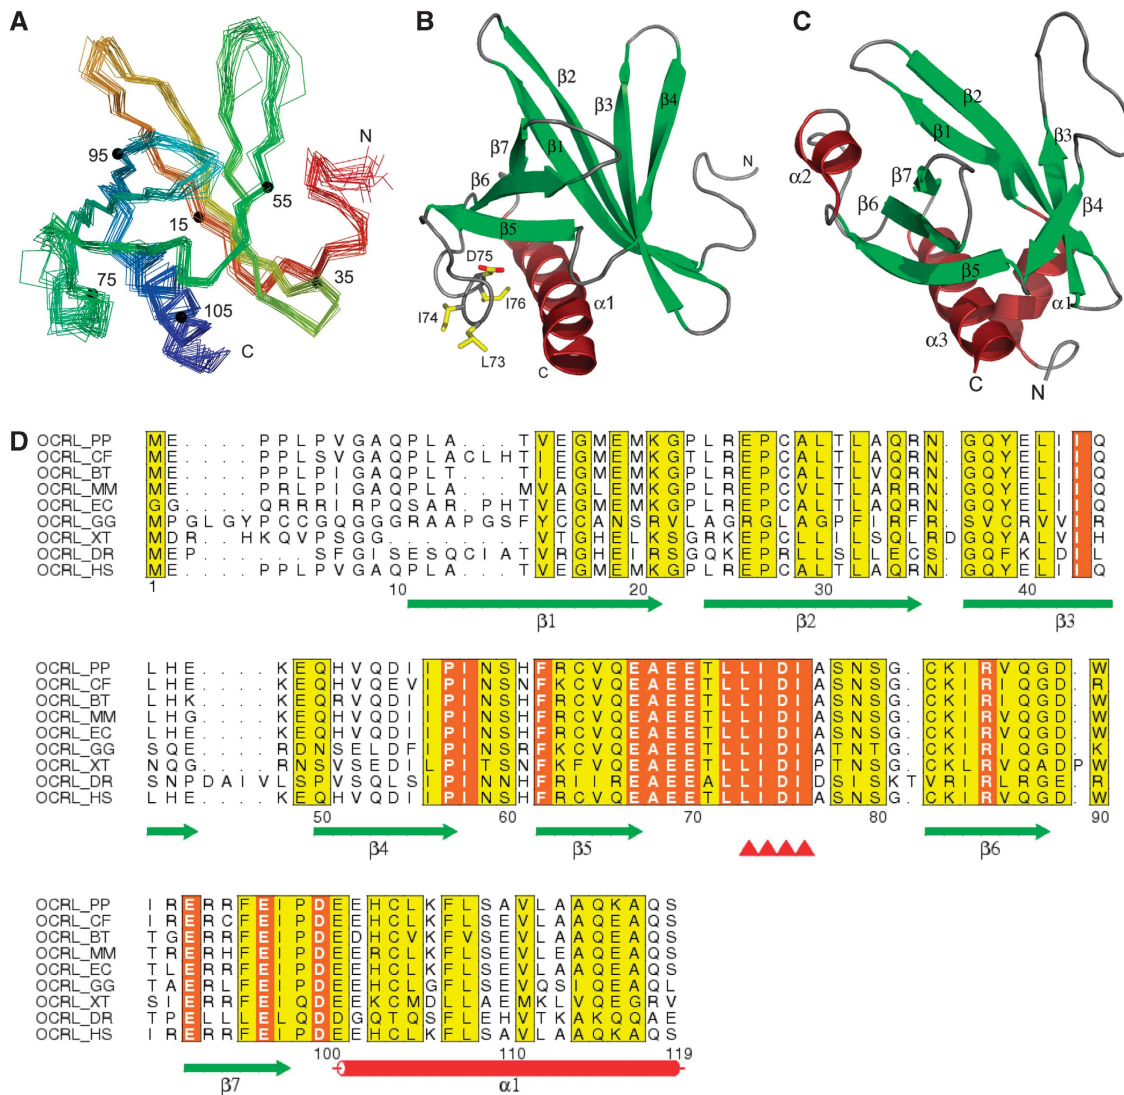 A
B
C
N
95
55
15
35
75
105
C
β2
β3
β4
β7
β1
N
β6
β5
D75
I76
I74
L73
α1
C
β2
β1
β3
α2
β7
β6
β4
β5
α1
α3
C
N
D
OCRL_PP M E . . . . P P L P V G A Q P L A . . . T V E G M E M K G P L R E P C A L T L A Q R N . G Q Y E L I I Q
OCRL_CF M E . . . . P P L S V G A Q P L A C L H T I E G M E M K G T L R E P C A L T L A Q R N . G Q Y E L I I Q
OCRL_BT M E . . . . P P L P I G A Q P L T . . . T I E G M E M K G P L R E P C A L T L V Q R N . G Q Y E L I I Q
OCRL_MM M E . . . . P R L P I G A Q P L A . . . M V A G L E M K G P L R E P C V L T L A R R N . G Q Y E L I I Q
OCRL_EC G G . . . . Q R R R I R P Q S A R . P H T V E G M E M K G P L R E P C A L T L A Q R N . G Q Y E L I I Q
OCRL_GG M P G L G Y P C C G Q G G G R A A P G S F Y C C A N S R V L A G R G L A G P F I R F R . S V C R V V I R
OCRL_XT M D R . . H K Q V P S G G . . . . . . . . V T G H E L K S G R K E P C L L I L S Q L R D G Q Y A L V I H
OCRL_DR M E P . . . . . . S F G I S E S Q C I A T V R G H E I R S G Q K E P R L L S L L E C S . G Q F K L D I L
OCRL_HS M E . . . . P P L P V G A Q P L A . . . T V E G M E M K G P L R E P C A L T L A Q R N . G Q Y E L I I Q
1 10 20 30 40
β1 β2 β3
OCRL_PP L H E . . . . K E Q H V Q D I I P I N S H F R C V Q E A E E T L L I D I A S N S G . C K I R V Q G D . W
OCRL_CF L H E . . . . K E Q H V Q E V I P I N S N F K C V Q E A E E T L L I D I A S N S G . C K I R I Q G D . R
OCRL_BT L H K . . . . K E Q R V Q D I I P I N S H F R C V Q E A E E T L L I D I A S N S G . C K I R V Q G D . W
OCRL_MM L H G . . . . K E Q H V Q D I I P I N S H F R C V Q E A E E T L L I D I A S N S G . C K I R I Q G D . W
OCRL_EC L H E . . . . K E Q H V Q D I I P I N S H F R C V Q E A E E T L L I D I A S N S G . C K I R V Q G D . W
OCRL_GG S Q E . . . . R D N S E L D F I P I N S R F K C V Q E A E E T L L I D I A T N T G . C K I R I Q G D . K
OCRL_XT N Q G . . . . R N S V S E D I L P I T S N F K F V Q E A E E T L L I D I P T N S G . C K L R V Q A D P W
OCRL_DR S N P D A I V L S P V S Q L S I P I N N H F R I I R E A E E A L L I D I D S I S K T V R I R L R G E . R
OCRL_HS L H E . . . . K E Q H V Q D I I P I N S H F R C V Q E A E E T L L I D I A S N S G . C K I R V Q G D . W
50 60 70 80 90
β4 β5 β6
OCRL_PP I R E R R F E I P D E E H C L K F L S A V L A A Q K A Q S
OCRL_CF I R E R C F E I P D E E H C L K F L S E V L A A Q E A Q S
OCRL_BT T G E R R F E I P D E D H C V K F V S E V L A A Q E A Q S
OCRL_MM T R E R H F E I P D E E R C L K F L S E V L E A Q E A Q S
OCRL_EC T L E R R F E I P D E E H C L K F L S E V L A A Q E A Q S
OCRL_GG T A E R L F E I P D E E H C L G F L S E V Q S I Q E A Q L
OCRL_XT S I E R R F E I Q D E E K C M D L L A E M K L V Q E G R V
OCRL_DR T P E L L L E L Q D D G Q T Q S F L E H V T K A K Q Q A E
OCRL_HS I R E R R F E I P D E E H C L K F L S A V L A A Q K A Q S
100 110 119
β7 α1